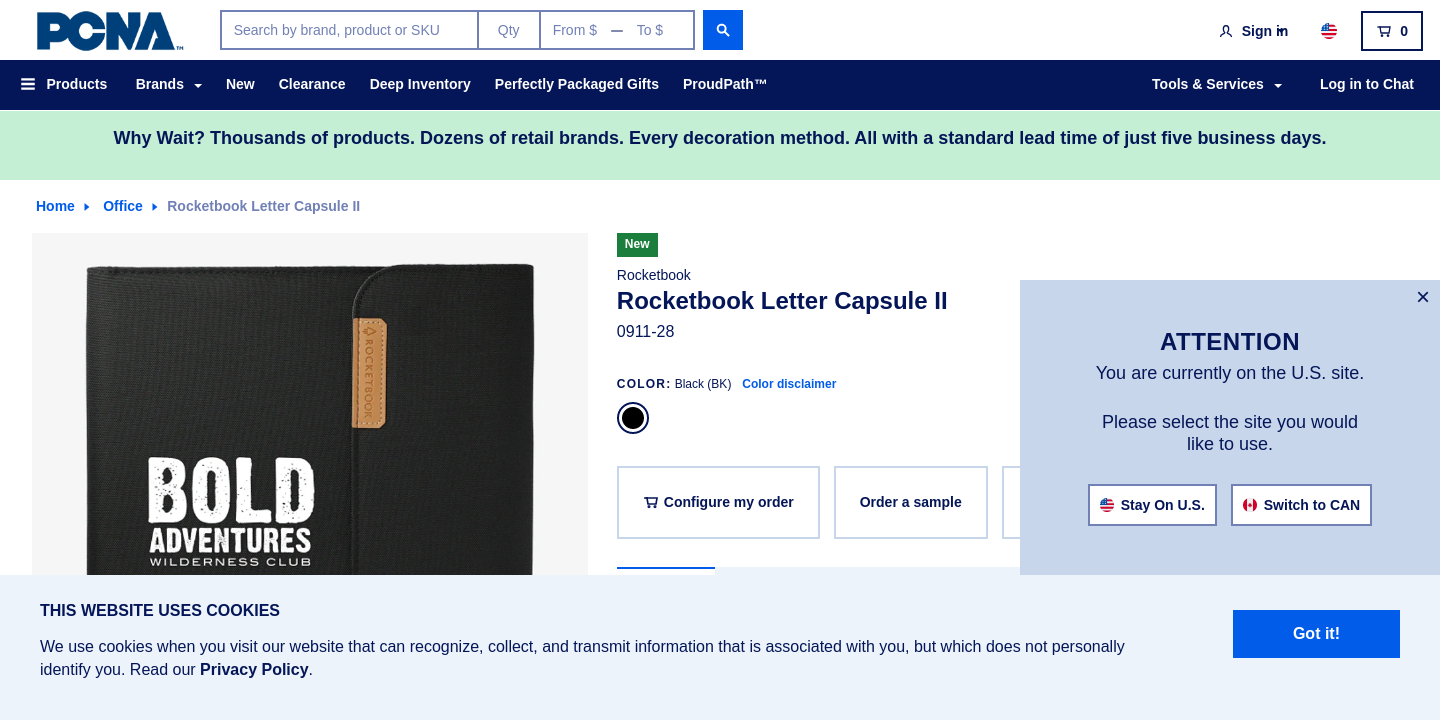 PCNA™
Search by brand, product or SKU
Qty
From $ — To $
Sign in
0
Products
Brands
New
Clearance
Deep Inventory
Perfectly Packaged Gifts
ProudPath™
Tools & Services
Log in to Chat
Why Wait? Thousands of products. Dozens of retail brands. Every decoration method. All with a standard lead time of just five business days.
Home
Office
Rocketbook Letter Capsule II
ROCKETBOOK
BOLD
ADVENTURES
WILDERNESS CLUB
New
Rocketbook
Rocketbook Letter Capsule II
0911-28
COLOR: Black (BK) Color disclaimer
Configure my order
Order a sample
×
ATTENTION
You are currently on the U.S. site.
Please select the site you would
like to use.
Stay On U.S.
Switch to CAN
THIS WEBSITE USES COOKIES
We use cookies when you visit our website that can recognize, collect, and transmit information that is associated with you, but which does not personally
identify you. Read our Privacy Policy.
Got it!